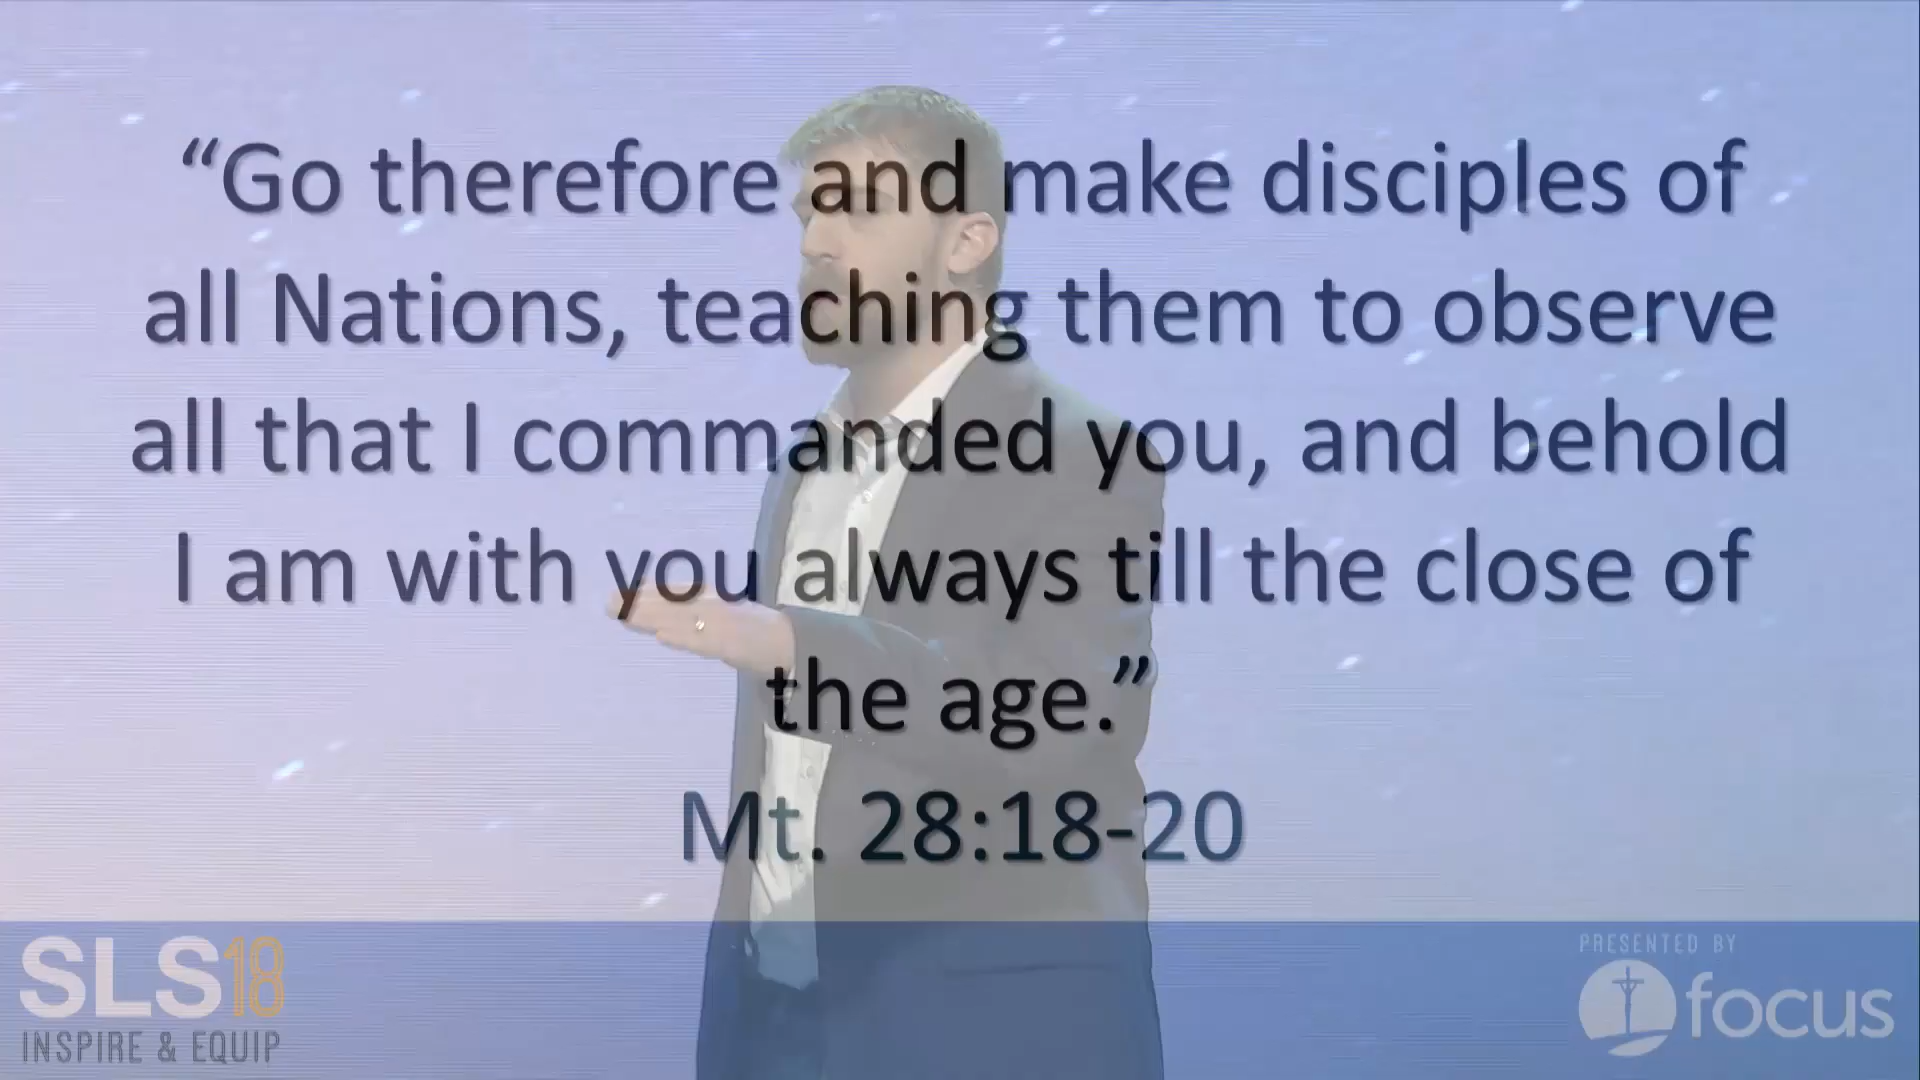 “Go therefore and make disciples of
all Nations, teaching them to observe
all that I commanded you, and behold
I am with you always till the close of
the age.”
Mt. 28:18-20
SLS18
INSPIRE & EQUIP
PRESENTED BY
focus